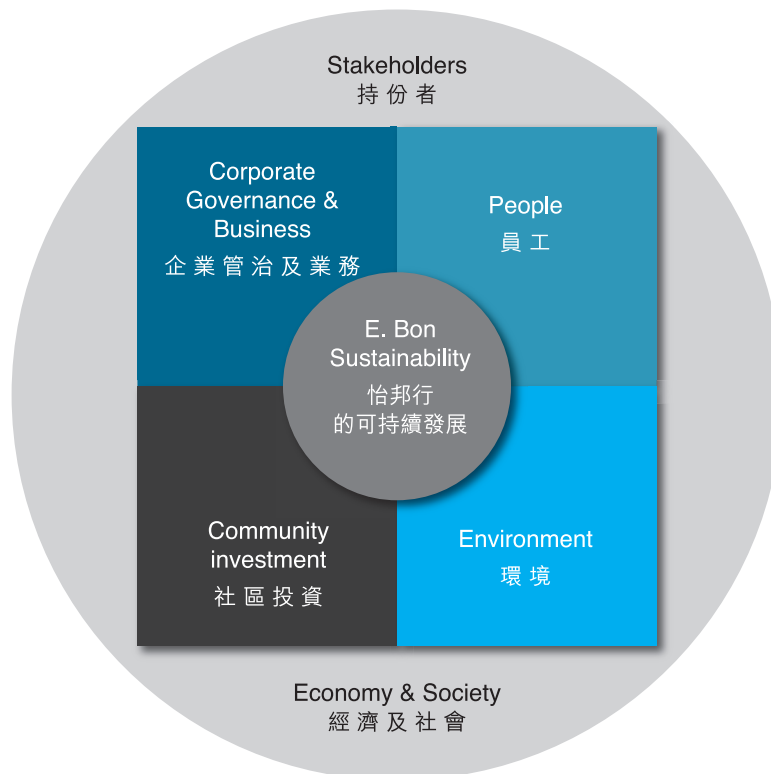 Stakeholders
持份者
Corporate
Governance &
Business
企業管治及業務
People
員工
E. Bon
Sustainability
怡邦行
的可持續發展
Community
investment
社區投資
Environment
環境
Economy & Society
經濟及社會